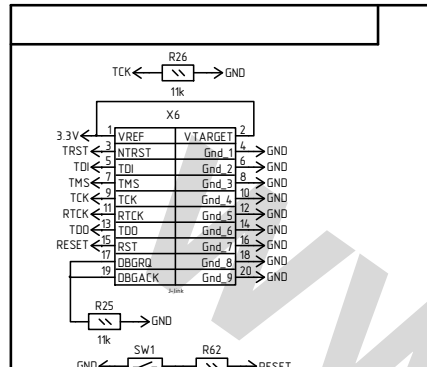 R26
TCK GND
11k
X6
3.3V 1 VREF VTARGET 2
TRST 3 NTRST Gnd_1 4 GND
TDI 5 TDI Gnd_2 6 GND
TMS 7 TMS Gnd_3 8 GND
TCK 9 TCK Gnd_4 10 GND
RTCK 11 RTCK Gnd_5 12 GND
TDO 13 TDO Gnd_6 14 GND
RESET 15 RST Gnd_7 16 GND
17 DBGRQ Gnd_8 18 GND
19 DBGACK Gnd_9 20 GND
J-link
R25
GND
11k
SW1 R62
GND RESET